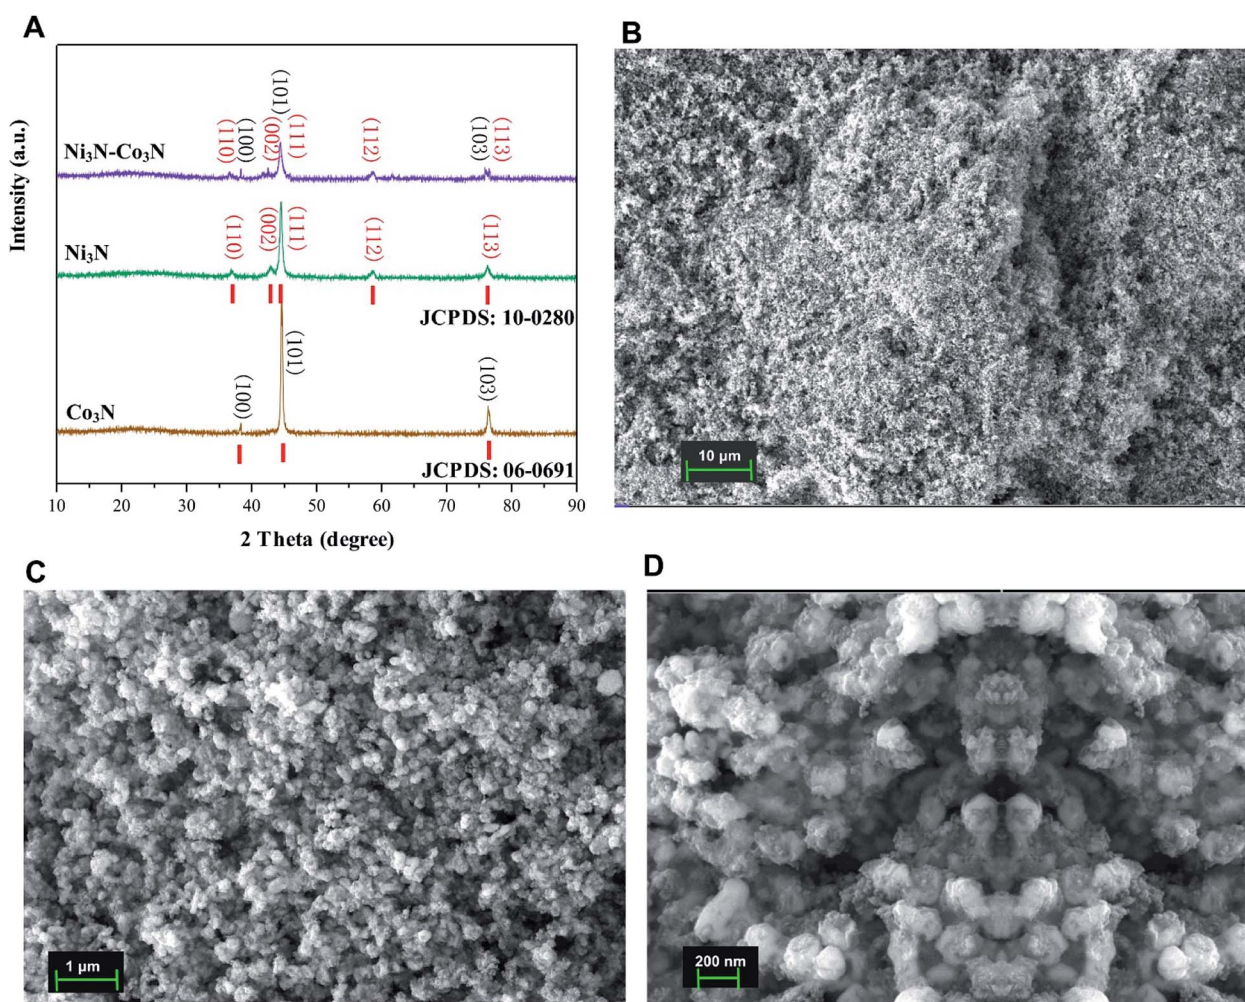 A
Intensity (a.u.)
Ni₃N-Co₃N
(110)
(100)
(002)
(101)
(111)
(112)
(103)
(113)
Ni₃N
(110)
(002)
(111)
(112)
(113)
JCPDS: 10-0280
Co₃N
(100)
(101)
(103)
JCPDS: 06-0691
10 20 30 40 50 60 70 80 90
2 Theta (degree)
B
10 µm
C
1 µm
D
200 nm